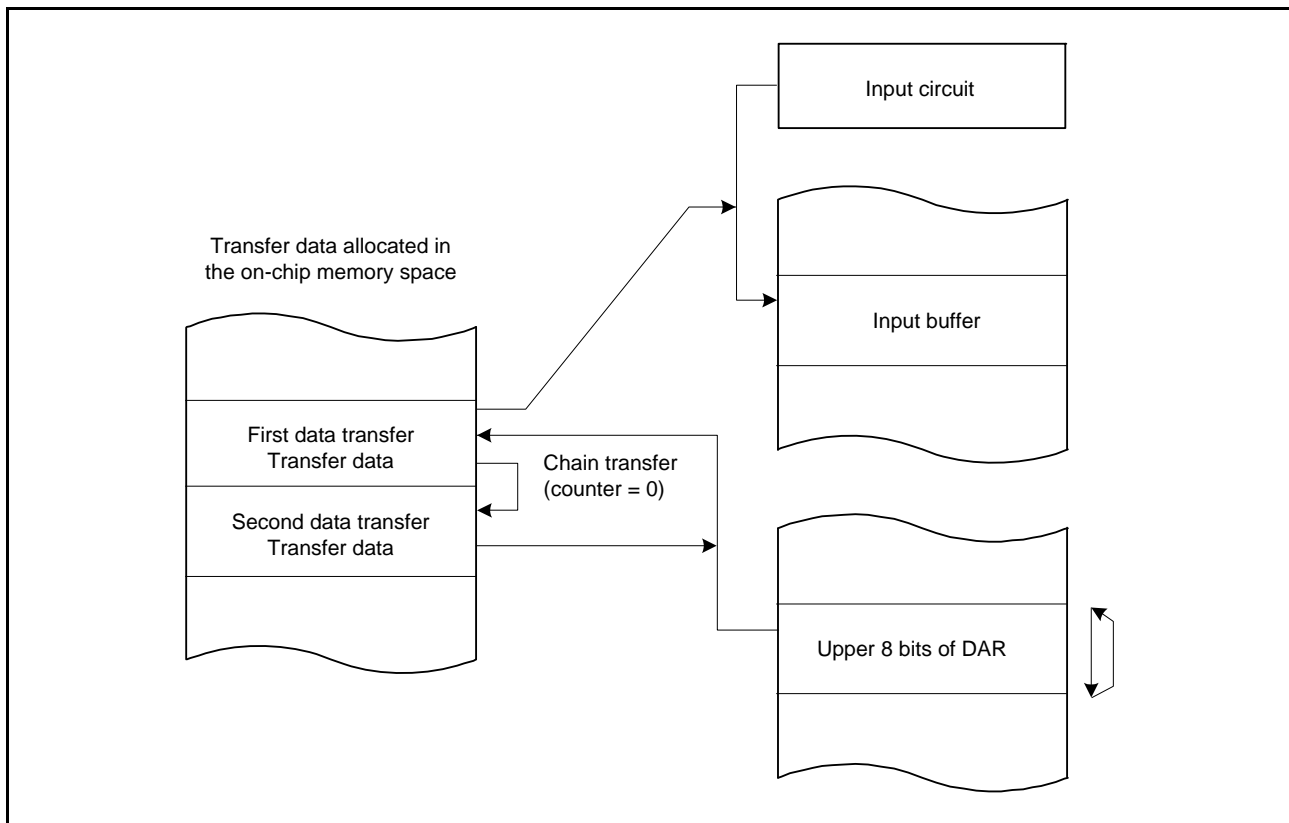 Input circuit
Transfer data allocated in
the on-chip memory space
Input buffer
First data transfer
Transfer data
Chain transfer
(counter = 0)
Second data transfer
Transfer data
Upper 8 bits of DAR